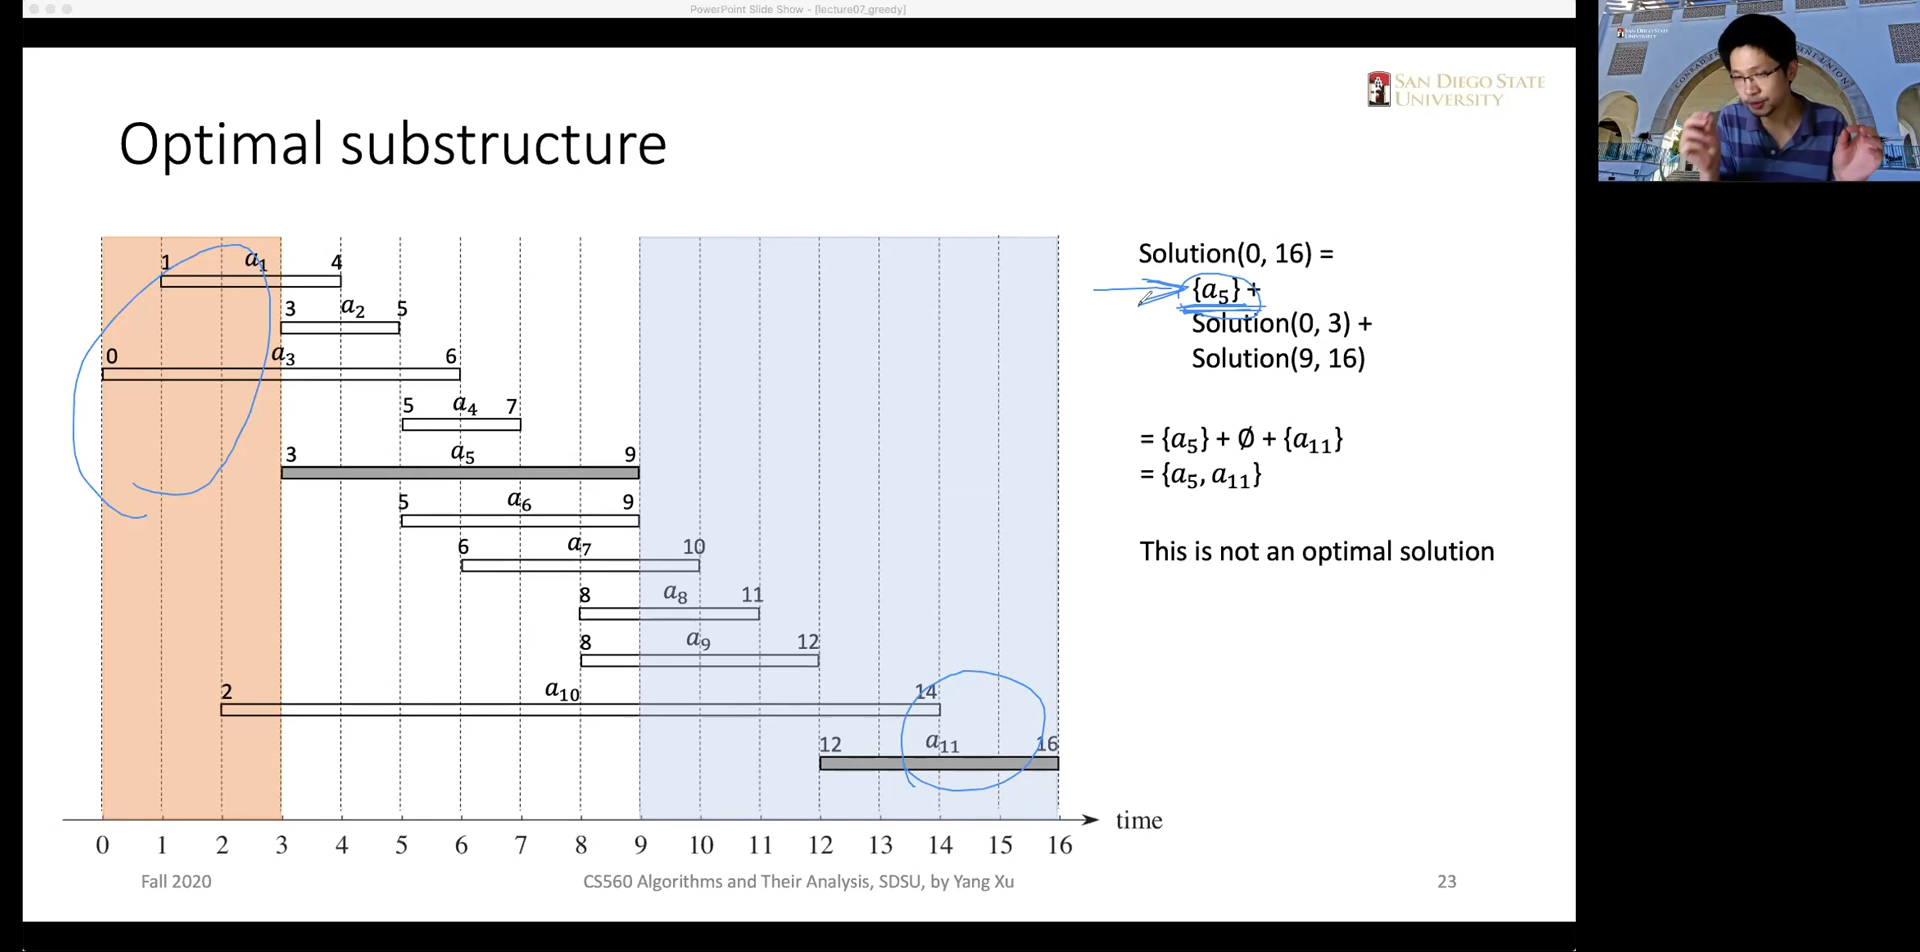 PowerPoint Slide Show - [lecture07_greedy]
SAN DIEGO STATE
UNIVERSITY
Optimal substructure
1 a₁ 4
3 a₂ 5
0 a₃ 6
5 a₄ 7
3 a₅ 9
5 a₆ 9
6 a₇ 10
8 a₈ 11
8 a₉ 12
2 a₁₀ 14
12 a₁₁ 16
time
0 1 2 3 4 5 6 7 8 9 10 11 12 13 14 15 16
Solution(0, 16) =
{a₅} +
Solution(0, 3) +
Solution(9, 16)
= {a₅} + Ø + {a₁₁}
= {a₅, a₁₁}
This is not an optimal solution
Fall 2020
CS560 Algorithms and Their Analysis, SDSU, by Yang Xu
23
SAN DIEGO STATE
UNIVERSITY